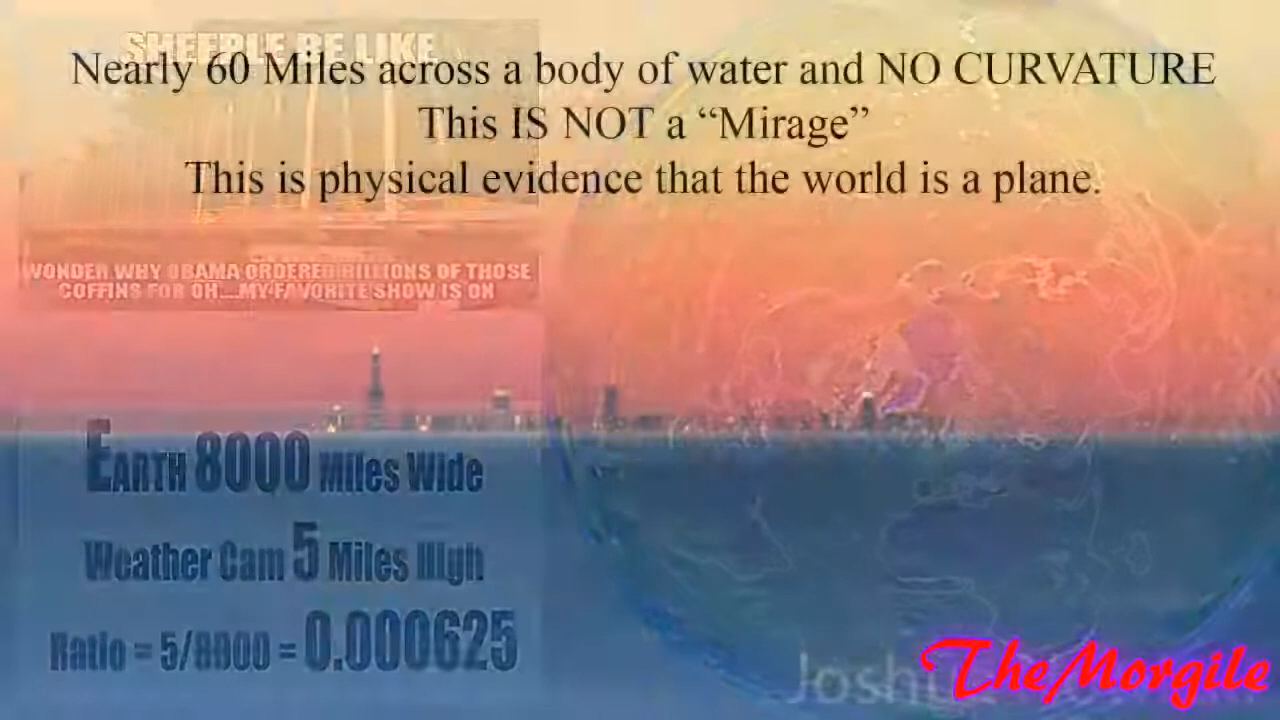 SHEEPLE BE LIKE
Nearly 60 Miles across a body of water and NO CURVATURE
This IS NOT a “Mirage”
This is physical evidence that the world is a plane.
WONDER WHY OBAMA ORDERED BILLIONS OF THOSE
COFFINS FOR OH....MY FAVORITE SHOW IS ON
EARTH 8000 Miles Wide
Weather Cam 5 Miles High
Ratio = 5/8000 = 0.000625
TheMorgile